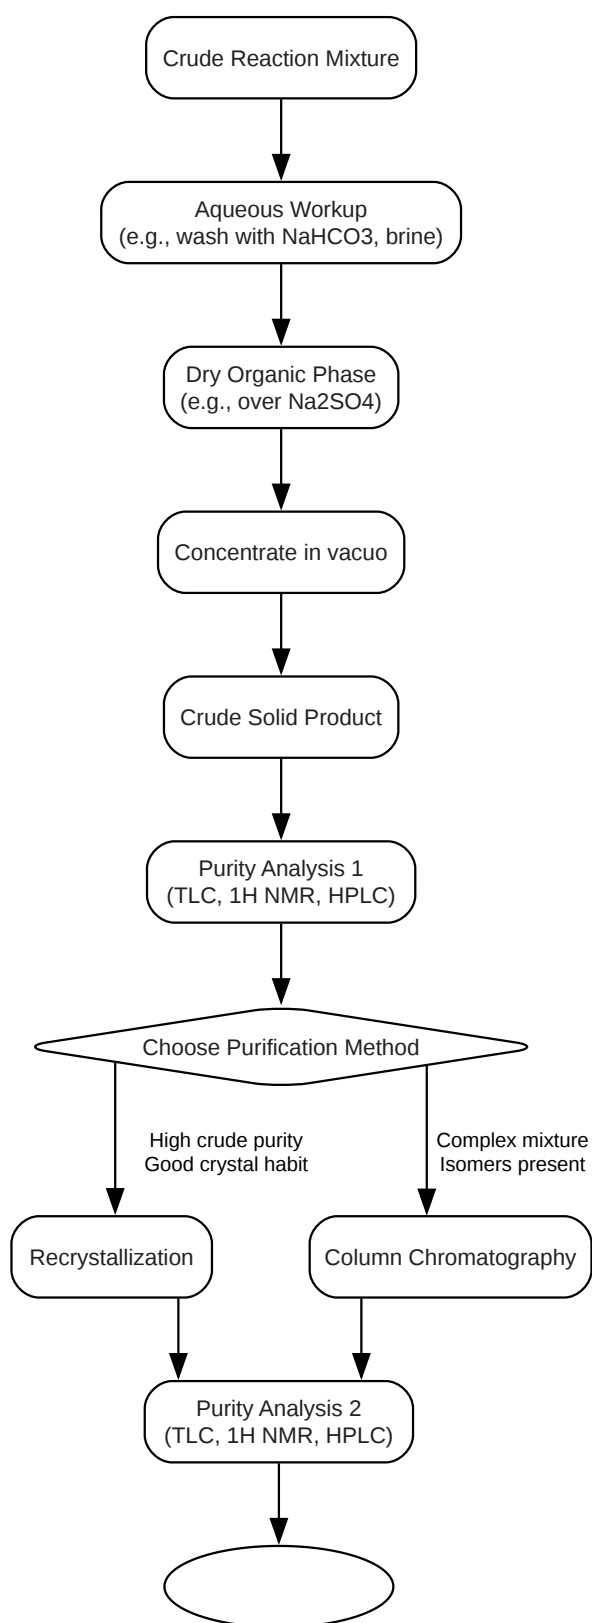 Crude Reaction Mixture
Aqueous Workup
(e.g., wash with NaHCO3, brine)
Dry Organic Phase
(e.g., over Na2SO4)
Concentrate in vacuo
Crude Solid Product
Purity Analysis 1
(TLC, 1H NMR, HPLC)
Choose Purification Method
High crude purity
Good crystal habit
Complex mixture
Isomers present
Recrystallization
Column Chromatography
Purity Analysis 2
(TLC, 1H NMR, HPLC)